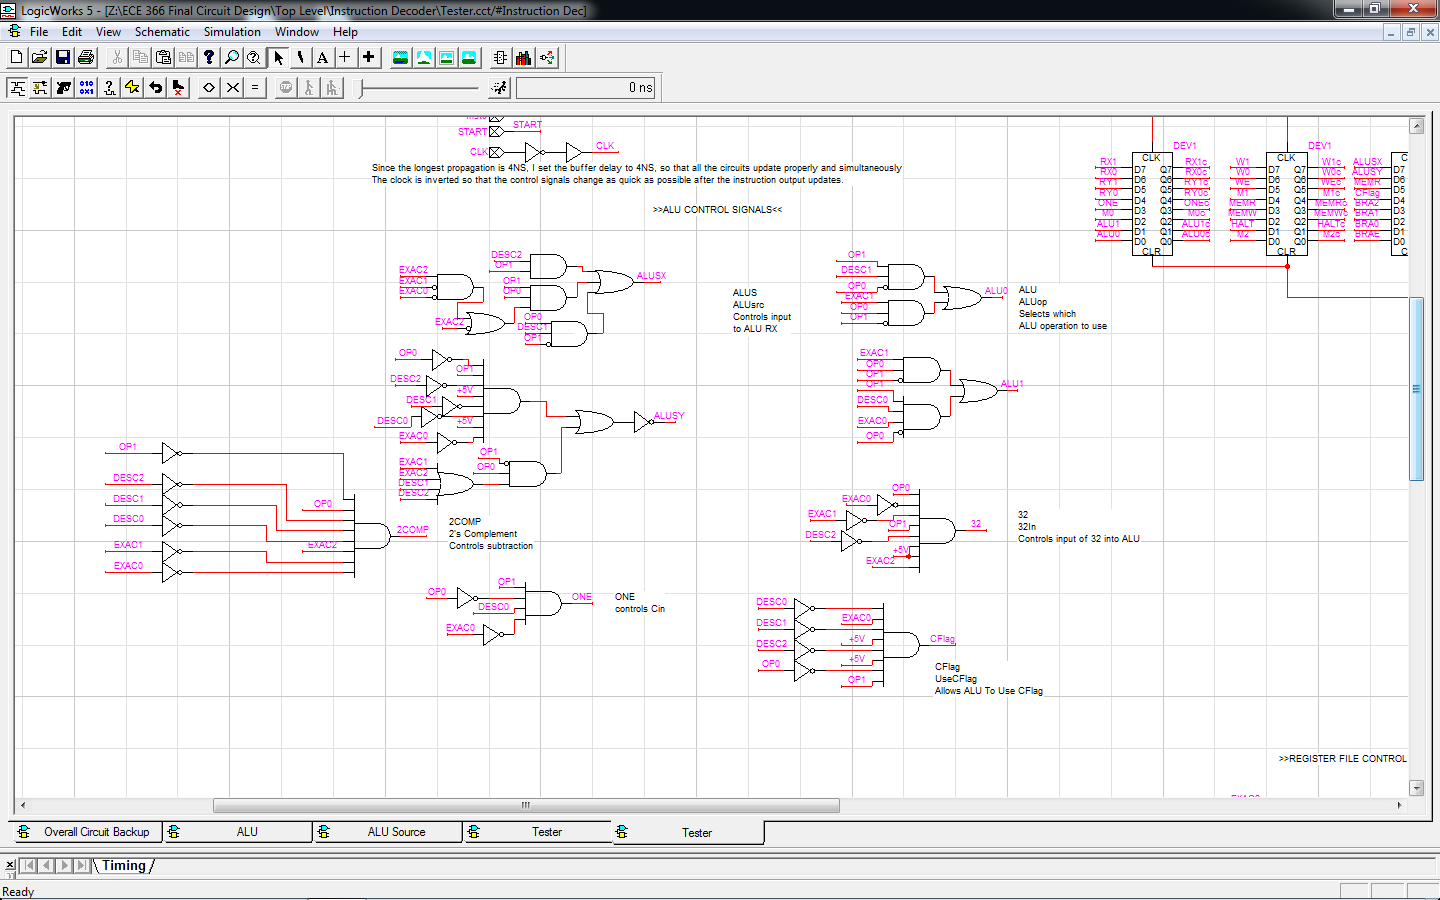 LogicWorks 5 - [Z:\ECE 366 Final Circuit Design\Top Level\Instruction Decoder\Tester.cct/#Instruction Dec]
File Edit View Schematic Simulation Window Help
0 ns
START START
CLK CLK
Since the longest propagation is 4NS, I set the buffer delay to 4NS, so that all the circuits update properly and simultaneously
The clock is inverted so that the control signals change as quick as possible after the instruction output updates.
>>ALU CONTROL SIGNALS<<
DEV1 DEV1
CLK CLK
RX1 D7 Q7 RX1c W1 D7 Q7 W1c ALUSX
RX0 D6 Q6 RX0c W0 D6 Q6 W0c ALUSY
RY1 D5 Q5 RY1c WE D5 Q5 WEc MEMR
RY0 D4 Q4 RY0c M1 D4 Q4 M1c CFlag
ONE D3 Q3 ONEc MEMR D3 Q3 MEMRc BRA2
M0 D2 Q2 M0c MEMW D2 Q2 MEMWc BRA1
ALU1 D1 Q1 ALU1c HALT D1 Q1 HALTc BRA0
ALU0 D0 Q0 ALU0c M2 D0 Q0 M2c BRAE
CLR CLR
DESC2
OP1
EXAC2
EXAC1
EXAC0
OP1
OP0
ALUSX
EXAC2
OP0
DESC1
OP1
ALUS
ALUsrc
Controls input
to ALU RX
OP1
DESC1
OP0
EXAC1
OP0
OP1
ALU0
ALU
ALUop
Selects which
ALU operation to use
OP0
OP1
DESC2
+5V
DESC1
DESC0
+5V
EXAC0
ALUSY
EXAC1
EXAC2
DESC1
DESC2
OP1
OP0
EXAC1
OP0
OP1
OP1
DESC0
EXAC0
OP0
ALU1
OP1
DESC2
DESC1
DESC0
EXAC1
EXAC0
OP0
EXAC2
2COMP
2COMP
2's Complement
Controls subtraction
OP0
EXAC0
EXAC1
OP1
DESC2
+5V
EXAC2
32
32
32In
Controls input of 32 into ALU
OP1
OP0
DESC0
EXAC0
ONE
ONE
controls Cin
DESC0
EXAC0
DESC1
+5V
DESC2
+5V
OP0
OP1
CFlag
CFlag
UseCFlag
Allows ALU To Use CFlag
>>REGISTER FILE CONTROL
Overall Circuit Backup ALU ALU Source Tester Tester
Timing
Ready